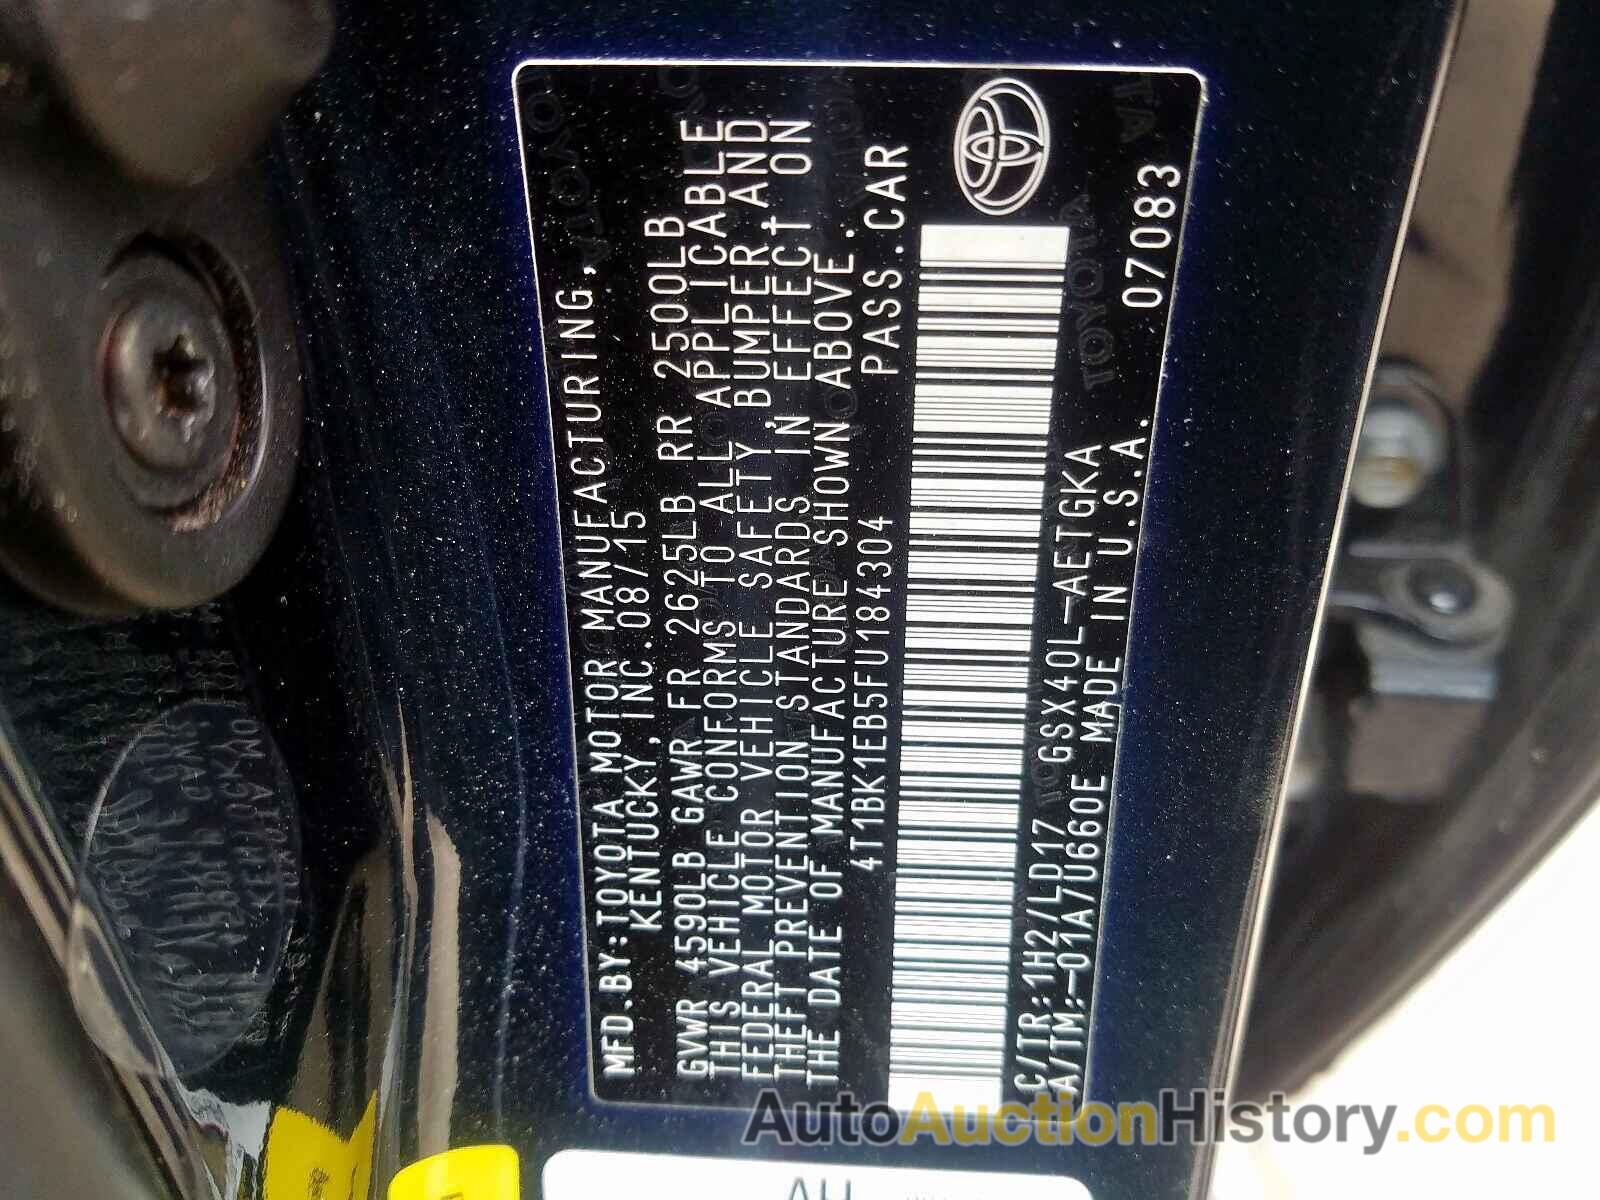 MFD.BY:TOYOTA MOTOR MANUFACTURING,
KENTUCKY,INC.08/15
GVWR 4590LB GAWR FR 2625LB RR 2500LB
THIS VEHICLE CONFORMS TO ALL APPLICABLE
FEDERAL MOTOR VEHICLE SAFETY,BUMPER,AND
THEFT PREVENTION STANDARDS IN EFFECT ON
THE DATE OF MANUFACTURE SHOWN ABOVE.
4T1BK1EB5FU184304 PASS.CAR
C/TR:1H2/LD17 GSX40L-AETGKA
A/TM:-01A/U660E MADE IN U.S.A.
07083
AutoAuctionHistory.com